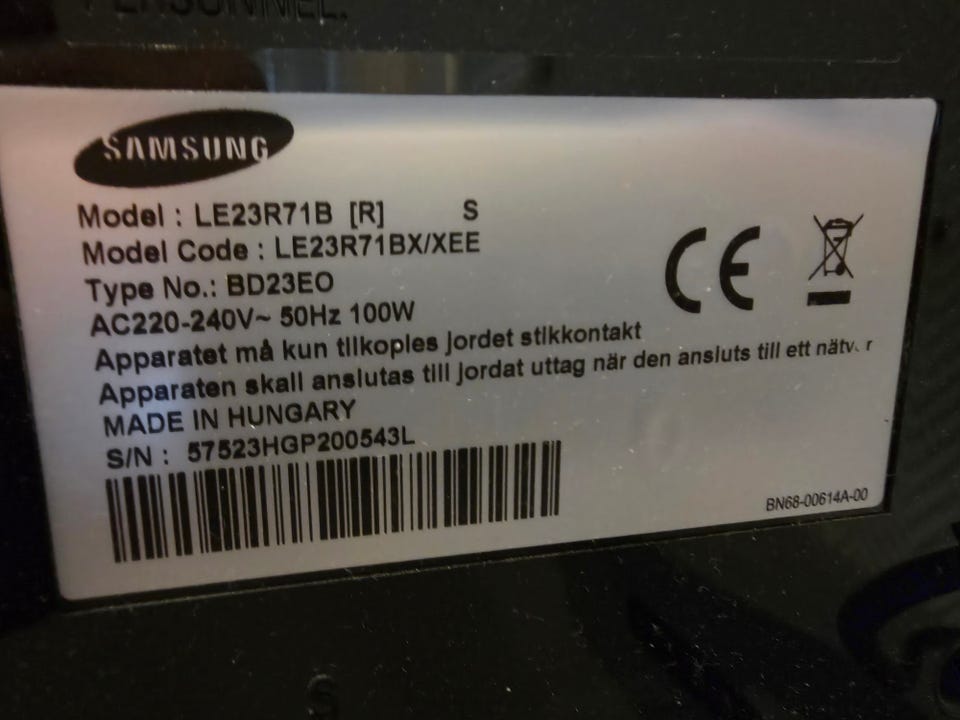 PERSONNEL.
SAMSUNG
Model : LE23R71B [R] S
Model Code : LE23R71BX/XEE
Type No.: BD23EO
AC220-240V~ 50Hz 100W
Apparatet må kun tilkoples jordet stikkontakt
Apparaten skall anslutas till jordat uttag när den ansluts till ett
MADE IN HUNGARY
S/N : 57523HGP200543L
CE
BN68-00614A-00
S